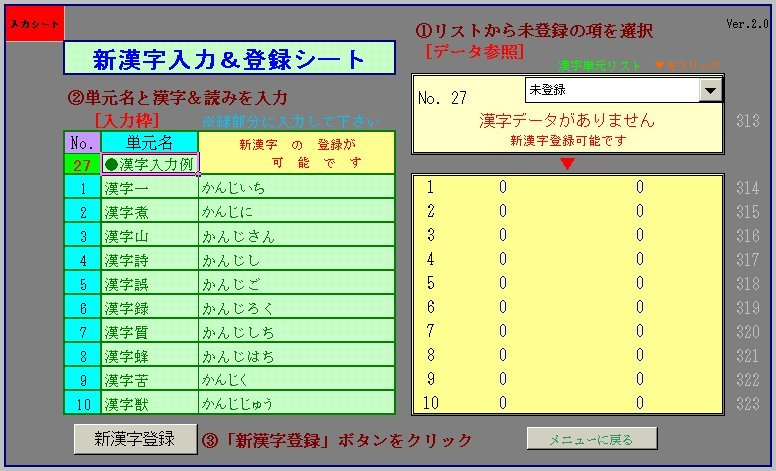 入力シート
新漢字入力＆登録シート
①リストから未登録の項を選択
Ver.2.0
[データ参照]
漢字単元リスト ▼をクリック
No. 27 未登録
漢字データがありません 313
新漢字登録可能です
▼
②単元名と漢字＆読みを入力
[入力枠] ※緑部分に入力して下さい
No. 単元名 新漢字 の 登録が
27 ●漢字入力例 可 能 で す
1 漢字一 かんじいち
2 漢字煮 かんじに
3 漢字山 かんじさん
4 漢字詩 かんじし
5 漢字誤 かんじご
6 漢字録 かんじろく
7 漢字質 かんじしち
8 漢字蜂 かんじはち
9 漢字苦 かんじく
10 漢字獣 かんじじゅう
1 0 0 314
2 0 0 315
3 0 0 316
4 0 0 317
5 0 0 318
6 0 0 319
7 0 0 320
8 0 0 321
9 0 0 322
10 0 0 323
新漢字登録 ③「新漢字登録」ボタンをクリック
メニューに戻る